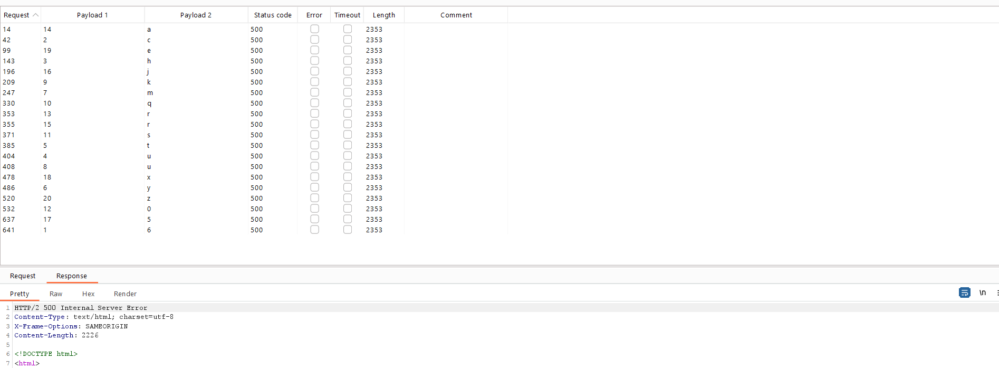 Request Payload 1 Payload 2 Status code Error Timeout Length Comment
14 14 a 500 2353
42 2 c 500 2353
99 19 e 500 2353
143 3 h 500 2353
196 16 j 500 2353
209 9 k 500 2353
247 7 m 500 2353
330 10 q 500 2353
353 13 r 500 2353
355 15 r 500 2353
371 11 s 500 2353
385 5 t 500 2353
404 4 u 500 2353
408 8 u 500 2353
478 18 x 500 2353
486 6 y 500 2353
520 20 z 500 2353
532 12 0 500 2353
637 17 5 500 2353
641 1 6 500 2353
Request Response
Pretty Raw Hex Render \n
1 HTTP/2 500 Internal Server Error
2 Content-Type: text/html; charset=utf-8
3 X-Frame-Options: SAMEORIGIN
4 Content-Length: 2226
5
6 <!DOCTYPE html>
7 <html>